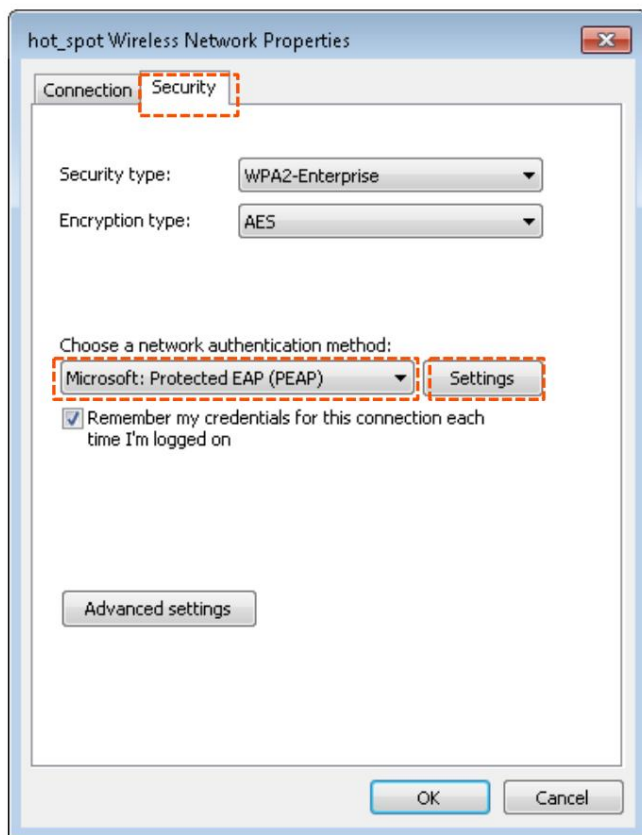 hot_spot Wireless Network Properties
Connection Security
Security type: WPA2-Enterprise
Encryption type: AES
Choose a network authentication method:
Microsoft: Protected EAP (PEAP) Settings
Remember my credentials for this connection each
time I'm logged on
Advanced settings
OK Cancel